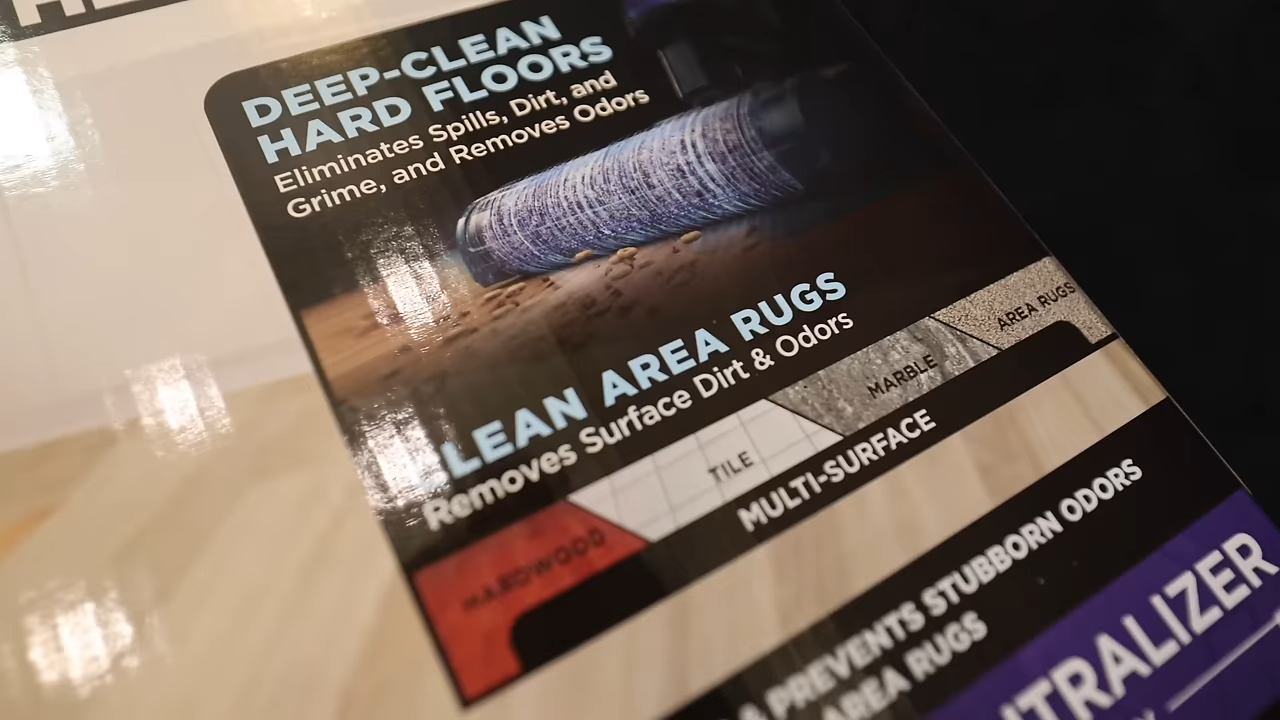 DEEP-CLEAN
HARD FLOORS
Eliminates Spills, Dirt, and
Grime, and Removes Odors
LEAN AREA RUGS
Removes Surface Dirt & Odors
HARDWOOD
TILE
MARBLE
AREA RUGS
MULTI-SURFACE
& PREVENTS STUBBORN ODORS
AREA RUGS
TRALIZER